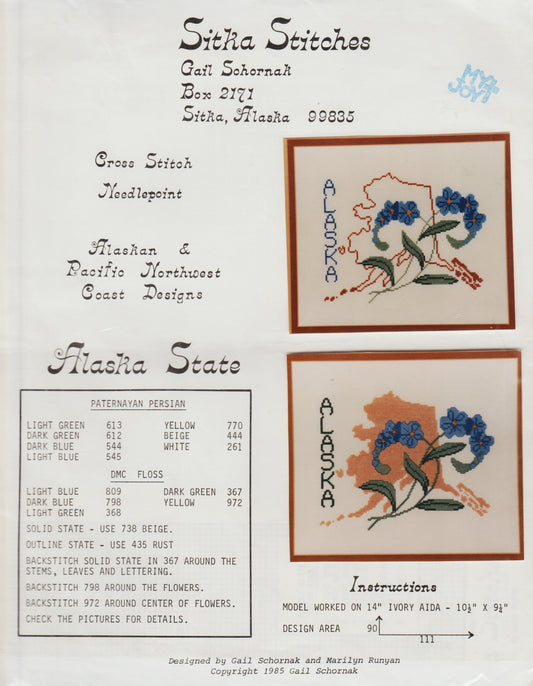 Sitka Stitches
Gail Schornak
Box 2171
Sitka, Alaska 99835
MY JOY!
Cross Stitch
Needlepoint
Alaskan &
Pacific Northwest
Coast Designs
ALASKA
Alaska State
PATERNAYAN PERSIAN
LIGHT GREEN 613 YELLOW 770
DARK GREEN 612 BEIGE 444
DARK BLUE 544 WHITE 261
LIGHT BLUE 545
DMC FLOSS
LIGHT BLUE 809 DARK GREEN 367
DARK BLUE 798 YELLOW 972
LIGHT GREEN 368
SOLID STATE - USE 738 BEIGE.
OUTLINE STATE - USE 435 RUST
BACKSTITCH SOLID STATE IN 367 AROUND THE
STEMS, LEAVES AND LETTERING.
BACKSTITCH 798 AROUND THE FLOWERS.
BACKSTITCH 972 AROUND CENTER OF FLOWERS.
CHECK THE PICTURES FOR DETAILS.
ALASKA
Instructions
MODEL WORKED ON 14" IVORY AIDA - 10½" X 9¼"
DESIGN AREA 90
111
Designed by Gail Schornak and Marilyn Runyan
Copyright 1985 Gail Schornak